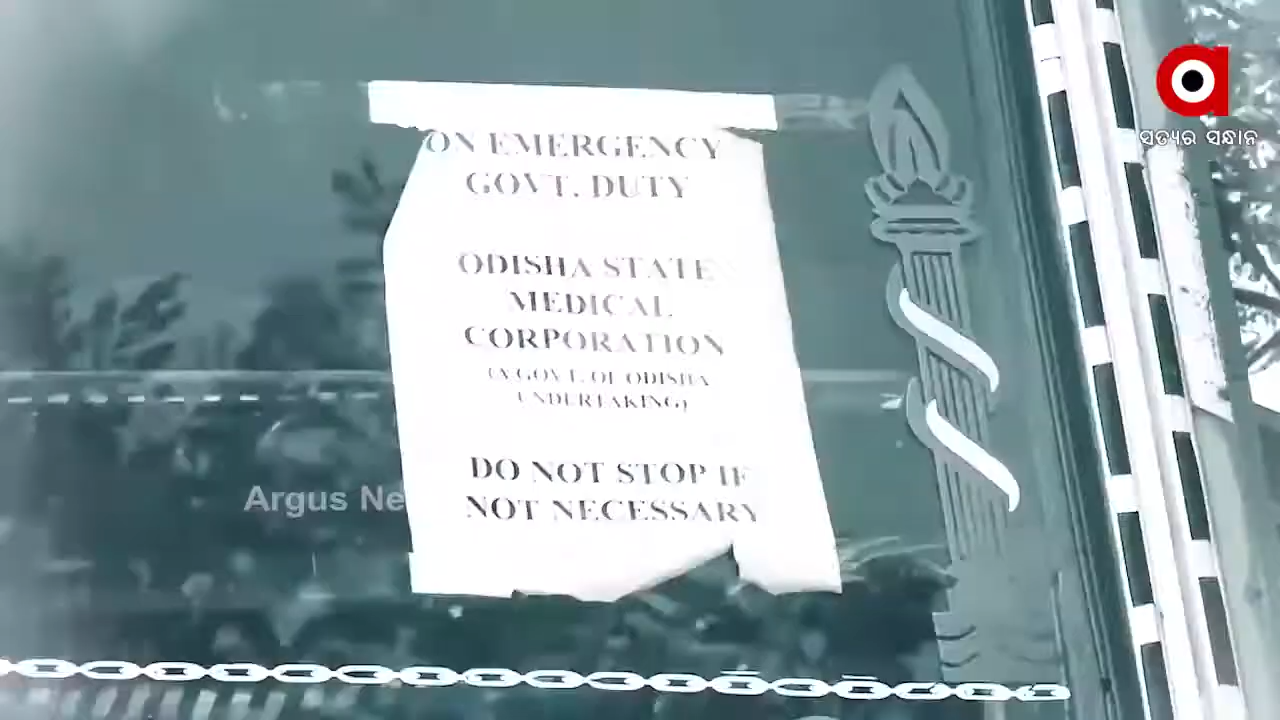 ସତ୍ୟର ସନ୍ଧାନ
ON EMERGENCY
GOVT. DUTY
ODISHA STATE
MEDICAL
CORPORATION
(A GOVT. OF ODISHA
UNDERTAKING)
DO NOT STOP IF
NOT NECESSARY
Argus Ne